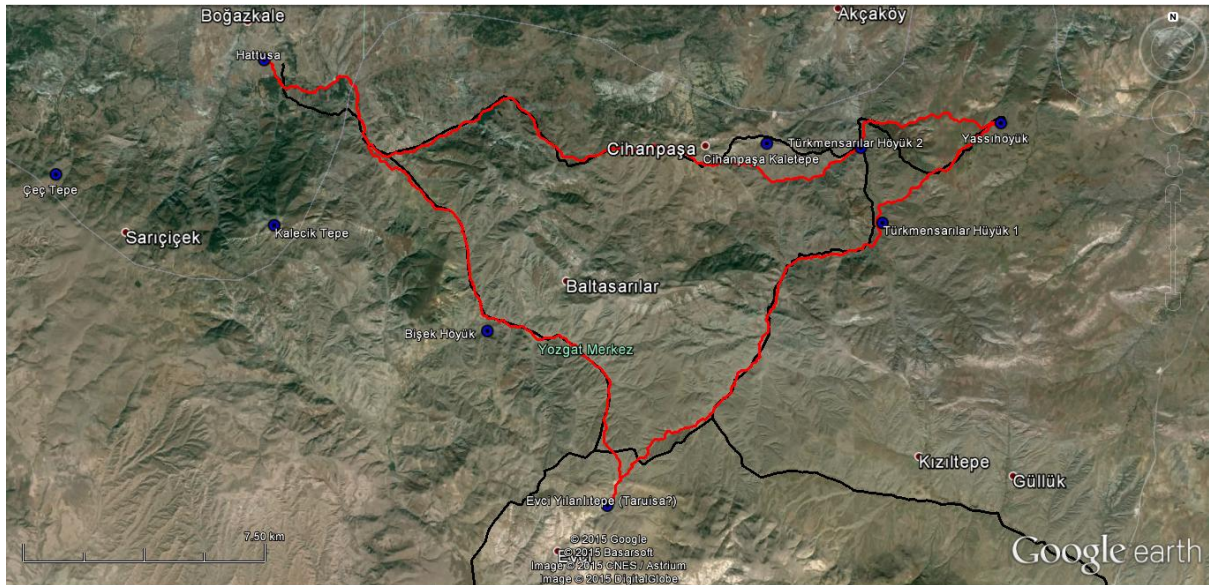 Boğazkale
Akçaköy
N
Hattusa
Cihanpaşa
Türkmensarılar Höyük 2
Yassıhöyük
Cihanpaşa Kaletepe
Çeç Tepe
Sarıçiçek
Kalecik Tepe
Türkmensarılar Hüyük 1
Baltasarılar
Bişek Höyük
Yozgat Merkez
Kızıltepe
Güllük
Evci Yılanlıtepe (Taruisa?)
7.50 km
© 2015 Google
© 2015 Basarsoft
Image © 2015 CNES / Astrium
Image © 2015 DigitalGlobe
Google earth